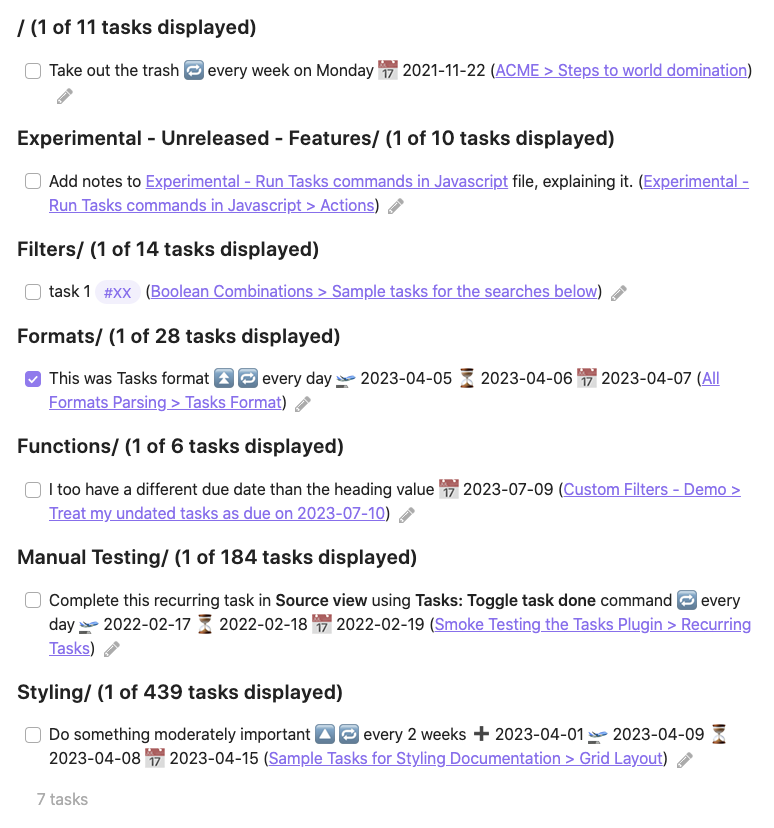 / (1 of 11 tasks displayed)
Take out the trash 🔁 every week on Monday 📅 2021-11-22 (ACME > Steps to world domination)
Experimental - Unreleased - Features/ (1 of 10 tasks displayed)
Add notes to Experimental - Run Tasks commands in Javascript file, explaining it. (Experimental -
Run Tasks commands in Javascript > Actions)
Filters/ (1 of 14 tasks displayed)
task 1 #XX (Boolean Combinations > Sample tasks for the searches below)
Formats/ (1 of 28 tasks displayed)
This was Tasks format ⏫ 🔁 every day 🛫 2023-04-05 ⏳ 2023-04-06 📅 2023-04-07 (All
Formats Parsing > Tasks Format)
Functions/ (1 of 6 tasks displayed)
I too have a different due date than the heading value 📅 2023-07-09 (Custom Filters - Demo >
Treat my undated tasks as due on 2023-07-10)
Manual Testing/ (1 of 184 tasks displayed)
Complete this recurring task in Source view using Tasks: Toggle task done command 🔁 every
day 🛫 2022-02-17 ⏳ 2022-02-18 📅 2022-02-19 (Smoke Testing the Tasks Plugin > Recurring
Tasks)
Styling/ (1 of 439 tasks displayed)
Do something moderately important 🔼 🔁 every 2 weeks ➕ 2023-04-01 🛫 2023-04-09 ⏳
2023-04-08 📅 2023-04-15 (Sample Tasks for Styling Documentation > Grid Layout)
7 tasks